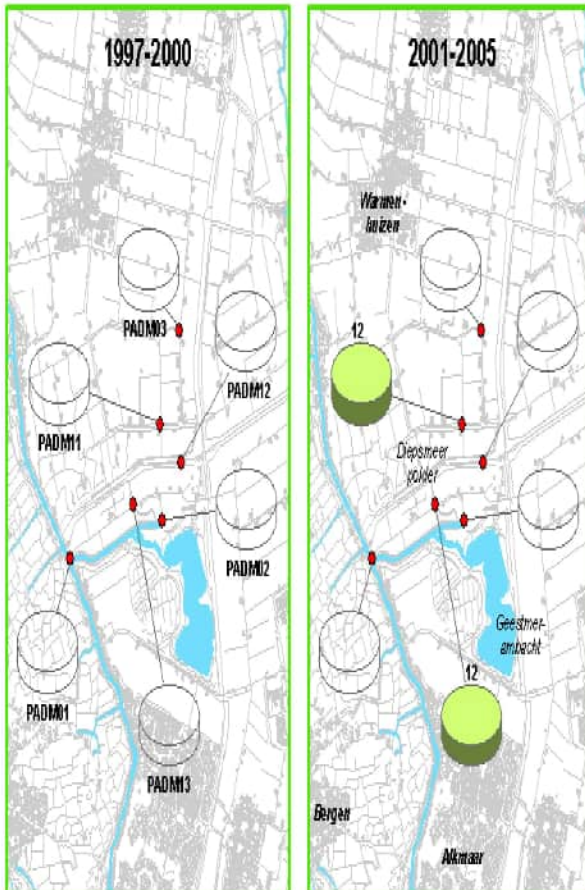 1997-2000
PADM03
PADM12
PADM11
PADM02
PADM01
PADM13
2001-2005
Warmen-
huizen
12
Diepsmeer
polder
Geestmer-
ambacht
12
Bergen
Alkmaar